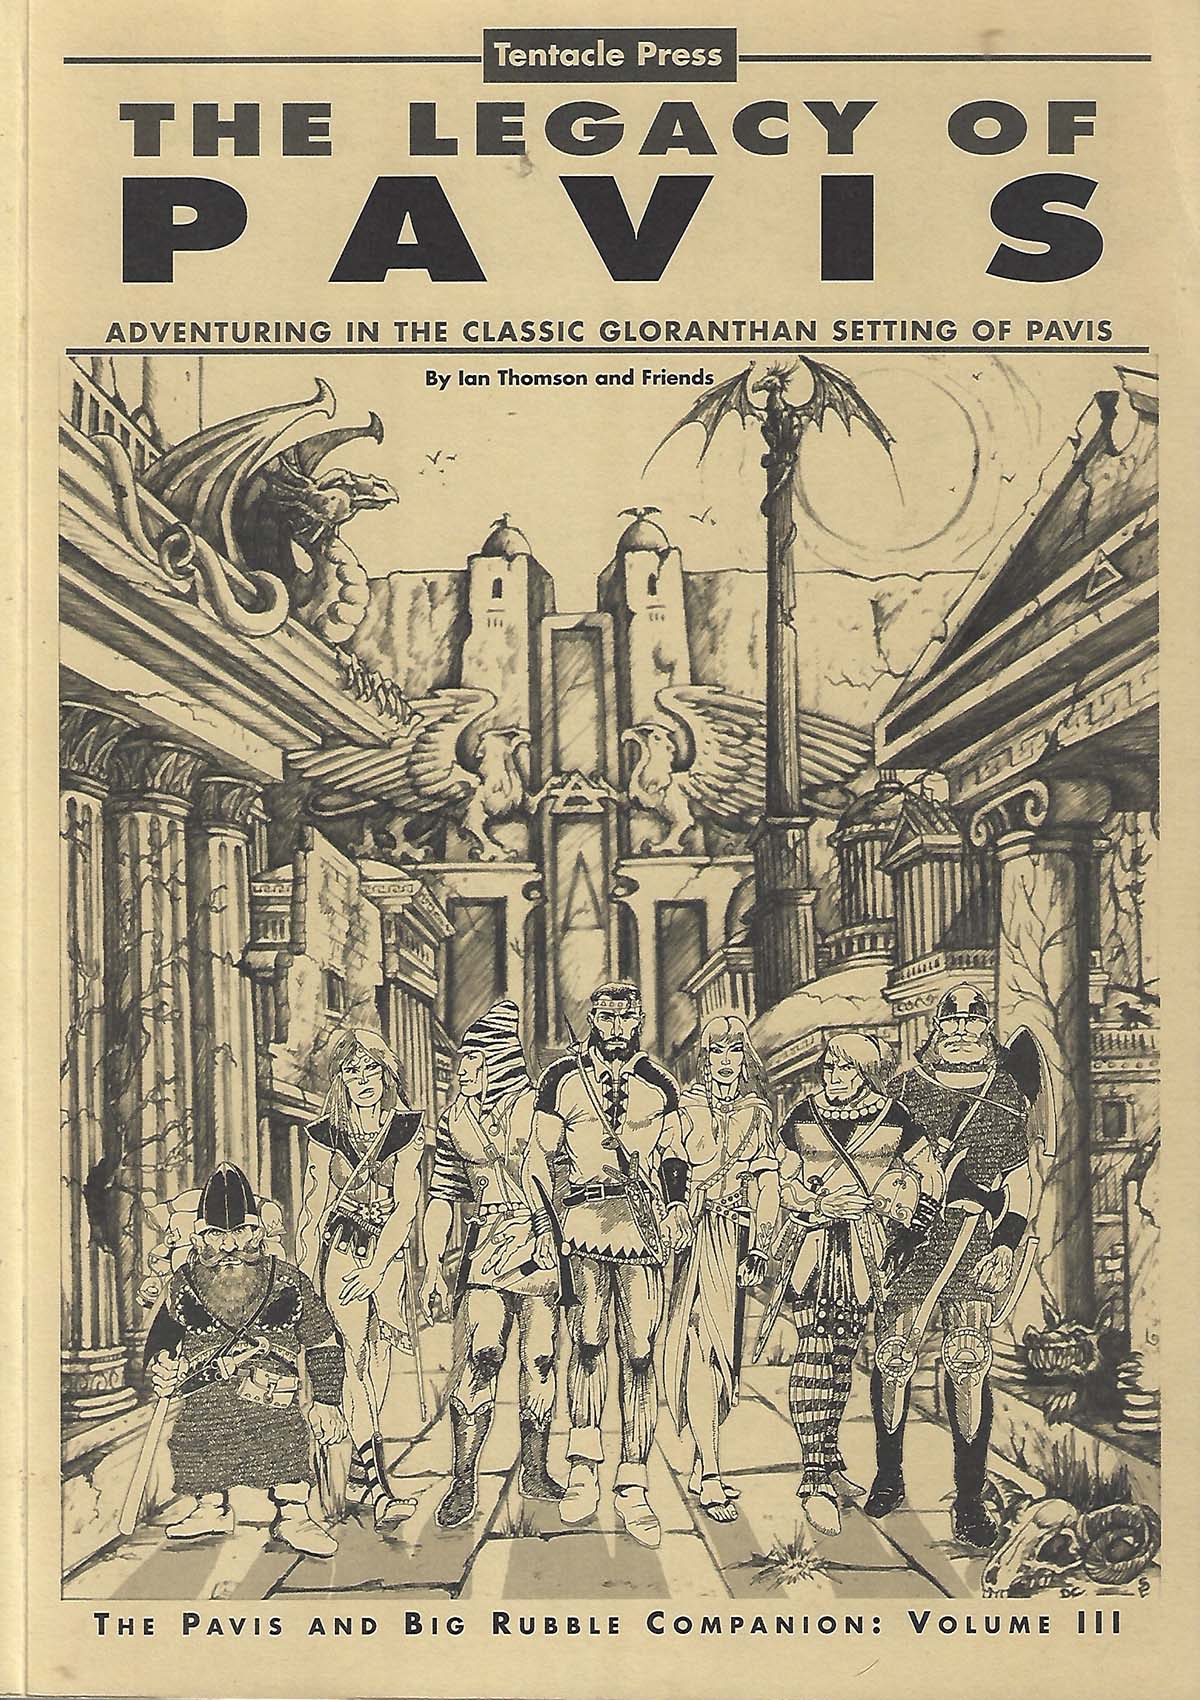 Tentacle Press
THE LEGACY OF
PAVIS
ADVENTURING IN THE CLASSIC GLORANTHAN SETTING OF PAVIS
By Ian Thomson and Friends
DC
THE PAVIS AND BIG RUBBLE COMPANION: VOLUME III